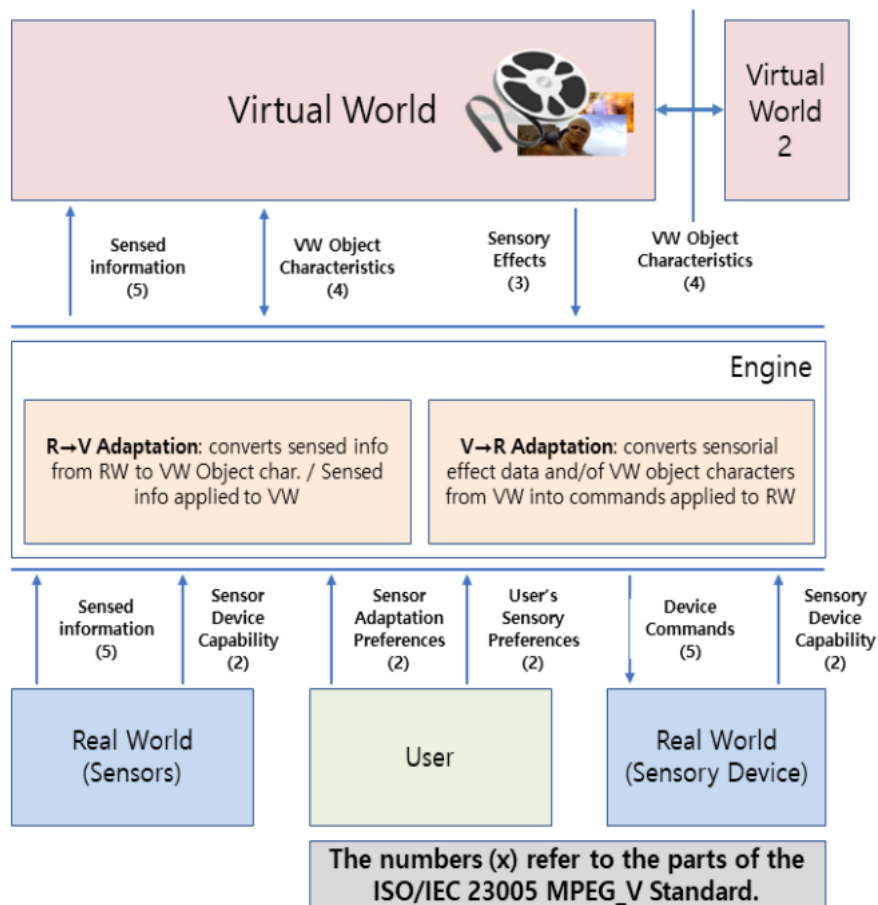 Virtual World
Virtual
World
2
Sensed
information
(5)
VW Object
Characteristics
(4)
Sensory
Effects
(3)
VW Object
Characteristics
(4)
Engine
R→V Adaptation: converts sensed info
from RW to VW Object char. / Sensed
info applied to VW
V→R Adaptation: converts sensorial
effect data and/of VW object characters
from VW into commands applied to RW
Sensed
information
(5)
Sensor
Device
Capability
(2)
Sensor
Adaptation
Preferences
(2)
User's
Sensory
Preferences
(2)
Device
Commands
(5)
Sensory
Device
Capability
(2)
Real World
(Sensors)
User
Real World
(Sensory Device)
The numbers (x) refer to the parts of the
ISO/IEC 23005 MPEG_V Standard.